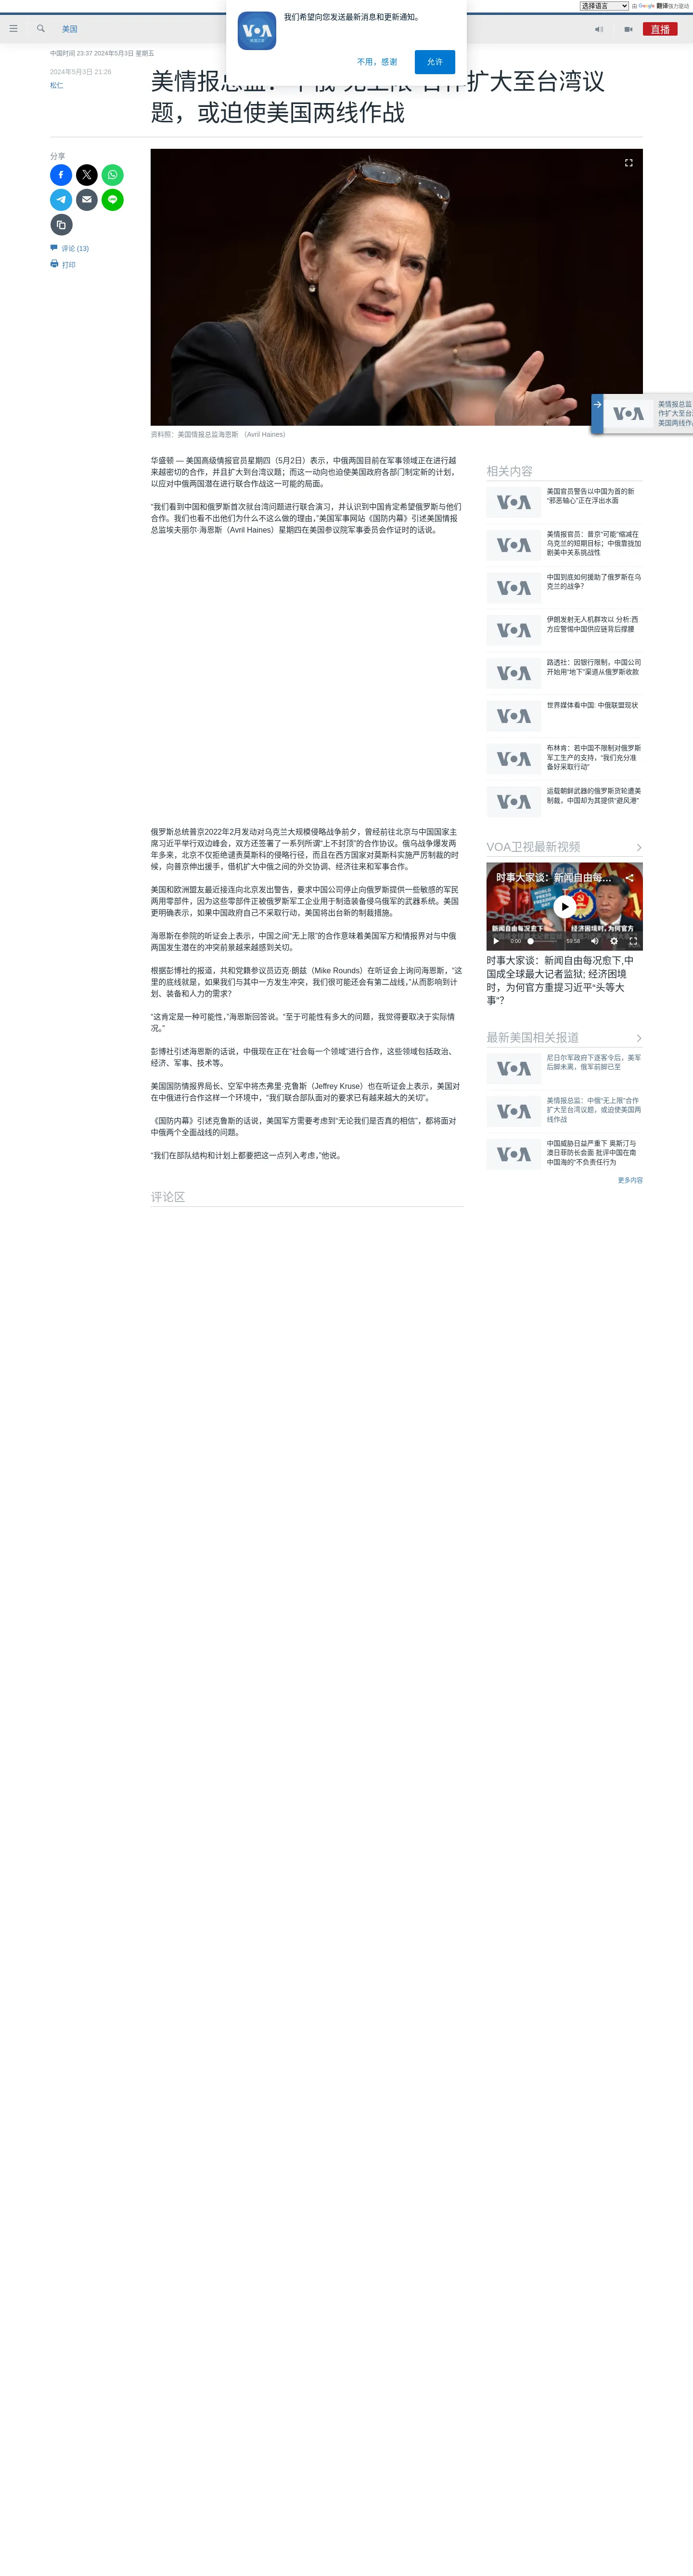 选择语言
由 Google 翻译强力驱动
我们希望向您发送最新消息和更新通知。
VOA
美国之音
不用，感谢
允许
美国
直播
中国时间 23:37 2024年5月3日 星期五
2024年5月3日 21:28
松仁
美情报总监：中俄“无上限”合作扩大至台湾议
题，或迫使美国两线作战
分享
评论 (13)
打印
资料照：美国情报总监海恩斯 （Avril Haines）
VOA
美情报总监
作扩大至台
美国两线作
华盛顿 — 美国高级情报官员星期四（5月2日）表示，中俄两国目前在军事领域正在进行越
来越密切的合作，并且扩大到台湾议题；而这一动向也迫使美国政府各部门制定新的计划，
以应对中俄两国潜在进行联合作战这一可能的局面。
“我们看到中国和俄罗斯首次就台湾问题进行联合演习，并认识到中国肯定希望俄罗斯与他们
合作。我们也看不出他们为什么不这么做的理由，”美国军事网站《国防内幕》引述美国情报
总监埃夫丽尔·海恩斯（Avril Haines）星期四在美国参议院军事委员会作证时的话说。
俄罗斯总统普京2022年2月发动对乌克兰大规模侵略战争前夕，曾经前往北京与中国国家主
席习近平举行双边峰会，双方还签署了一系列所谓“上不封顶”的合作协议。俄乌战争爆发两
年多来，北京不仅拒绝谴责莫斯科的侵略行径，而且在西方国家对莫斯科实施严厉制裁的时
候，向普京伸出援手，借机扩大中俄之间的外交协调、经济往来和军事合作。
美国和欧洲盟友最近接连向北京发出警告，要求中国公司停止向俄罗斯提供一些敏感的军民
两用零部件，因为这些零部件正被俄罗斯军工企业用于制造装备侵乌俄军的武器系统。美国
更明确表示，如果中国政府自己不采取行动，美国将出台新的制裁措施。
海恩斯在参院的听证会上表示，中国之间“无上限”的合作意味着美国军方和情报界对与中俄
两国发生潜在的冲突前景越来越感到关切。
根据彭博社的报道，共和党籍参议员迈克·朗兹（Mike Rounds）在听证会上询问海恩斯，“这
里的底线就是，如果我们与其中一方发生冲突，我们很可能还会有第二战线，”从而影响到计
划、装备和人力的需求?
“这肯定是一种可能性，”海恩斯回答说。“至于可能性有多大的问题，我觉得要取决于实际情
况。”
彭博社引述海恩斯的话说，中俄现在正在“社会每一个领域”进行合作，这些领域包括政治、
经济、军事、技术等。
美国国防情报界局长、空军中将杰弗里·克鲁斯（Jeffrey Kruse）也在听证会上表示，美国对
在中俄进行合作这样一个环境中，“我们联合部队面对的要求已有越来越大的关切”。
《国防内幕》引述克鲁斯的话说，美国军方需要考虑到“无论我们是否真的相信”，都将面对
中俄两个全面战线的问题。
“我们在部队结构和计划上都要把这一点列入考虑，”他说。
评论区
相关内容
VOA
美国官员警告以中国为首的新
“邪恶轴心”正在浮出水面
VOA
美情报官员：普京“可能”缩减在
乌克兰的短期目标；中俄靠拢加
剧美中关系挑战性
VOA
中国到底如何援助了俄罗斯在乌
克兰的战争？
VOA
伊朗发射无人机群攻以 分析:西
方应警惕中国供应链背后撑腰
VOA
路透社：因银行限制，中国公司
开始用“地下”渠道从俄罗斯收款
VOA
世界媒体看中国: 中俄联盟现状
VOA
布林肯：若中国不限制对俄罗斯
军工生产的支持，“我们充分准
备好采取行动”
VOA
运载朝鲜武器的俄罗斯货轮遭美
制裁，中国却为其提供“避风港”
VOA卫视最新视频
时事大家谈：新闻自由每…
新闻自由每况愈下
经济困境时,为何官方
0:00
59:58
时事大家谈：新闻自由每况愈下,中
国成全球最大记者监狱; 经济困境
时，为何官方重提习近平“头等大
事”？
最新美国相关报道
VOA
尼日尔军政府下逐客令后，美军
后脚未离，俄军前脚已至
VOA
美情报总监：中俄“无上限”合作
扩大至台湾议题，或迫使美国两
线作战
VOA
中国威胁日益严重下 奥斯汀与
澳日菲防长会面 批评中国在南
中国海的“不负责任行为
更多内容